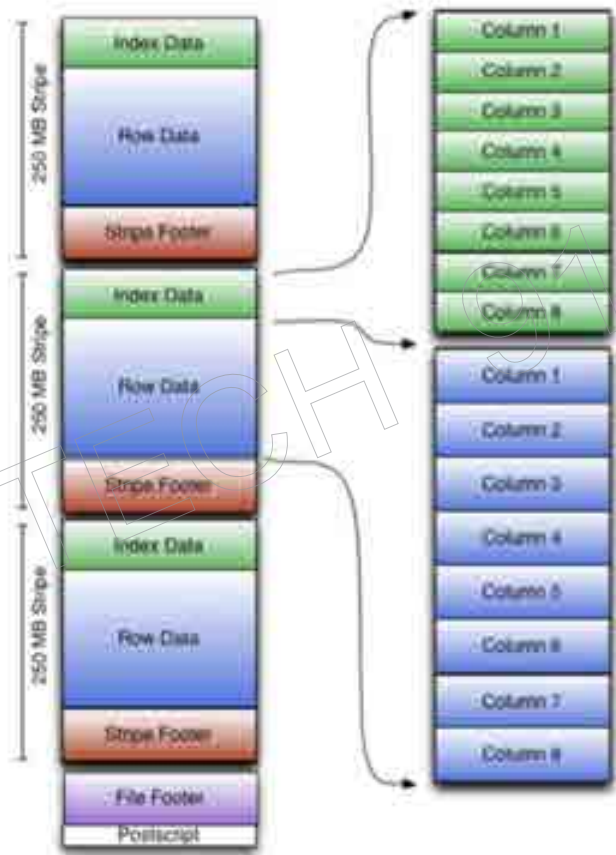 250 MB Stripe
Index Data
Row Data
Stripe Footer
250 MB Stripe
Index Data
Row Data
Stripe Footer
250 MB Stripe
Index Data
Row Data
Stripe Footer
File Footer
Postscript
Column 1
Column 2
Column 3
Column 4
Column 5
Column 6
Column 7
Column 8
Column 1
Column 2
Column 3
Column 4
Column 5
Column 6
Column 7
Column 8
TECH 91